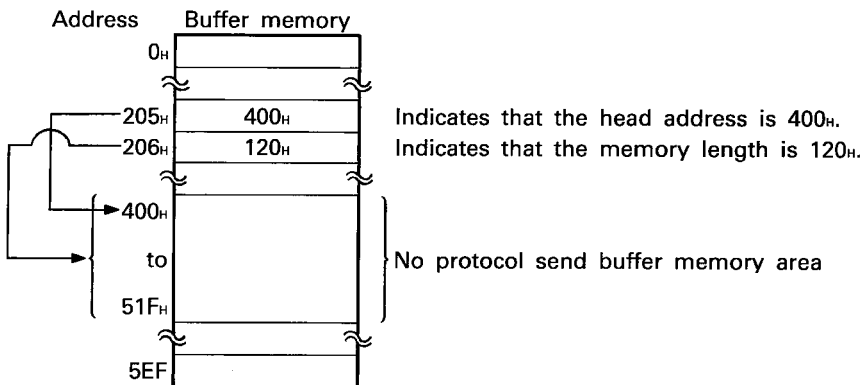 Address Buffer memory
0H
205H 400H Indicates that the head address is 400H.
206H 120H Indicates that the memory length is 120H.
400H
to No protocol send buffer memory area
51FH
5EF